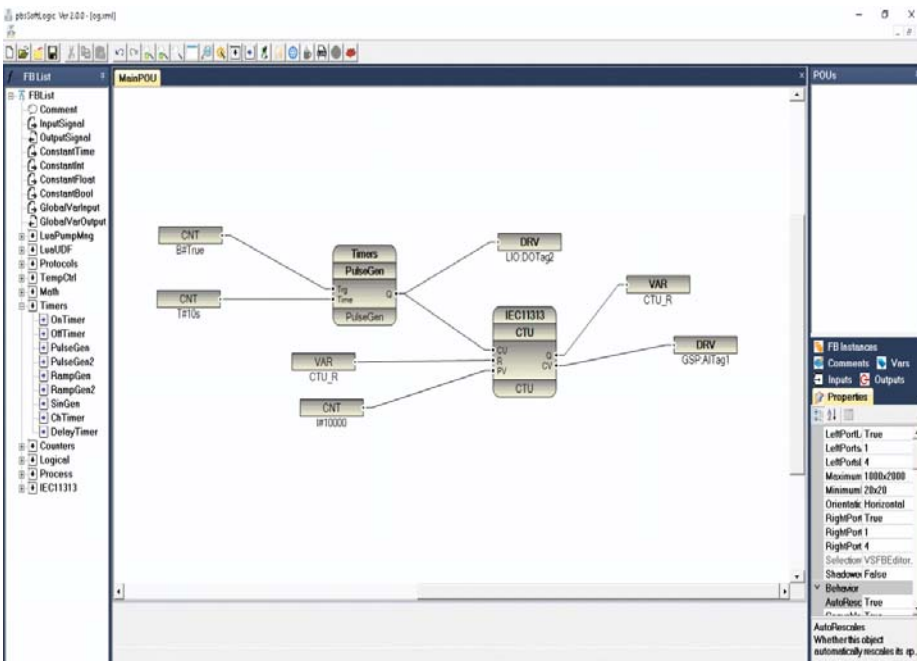 pbsSoftLogic Ver 2.0.0 - [og.xml]
FBList
FBList
Comment
InputSignal
OutputSignal
ConstantTime
ConstantInt
ConstantFloat
ConstantBool
GlobalVarInput
GlobalVarOutput
LuaPumpMng
LuaUDF
Protocols
TempCtrl
Math
Timers
OnTimer
OffTimer
PulseGen
PulseGen2
RampGen
RampGen2
SinGen
ChTimer
DelayTimer
Counters
Logical
Process
IEC11313
MainPOU
CNT
B#True
CNT
T#10s
Timers
PulseGen
Trg
Time
Q
PulseGen
DRV
LIO:DOTag2
VAR
CTU_R
CNT
I#10000
IEC11313
CTU
CU
R
PV
Q
CV
CTU
VAR
CTU_R
DRV
GSP:AITag1
POUs
FB Instances
Comments Vars
Inputs Outputs
Properties
LeftPortL True
LeftPorts 1
LeftPortsl 4
Maximum 1000x2000
Minimum 20x20
Orientatic Horizontal
RightPort True
RightPort 1
RightPort 4
Selection VSFBEditor.
Shadowe False
Behavior
AutoResc True
AutoRescales
Whether this object
automatically rescales its ap.